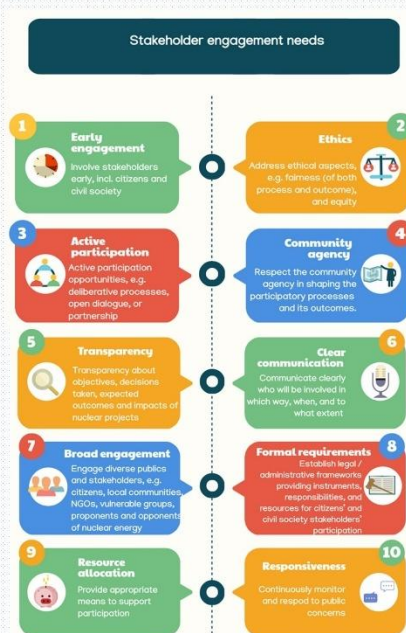 Stakeholder engagement needs
1
Early
engagement
Involve stakeholders
early, incl. citizens and
civil society
2
Ethics
Address ethical aspects,
e.g. fairness (of both
process and outcome),
and equity
3
Active
participation
Active participation
opportunities, e.g.
deliberative processes,
open dialogue, or
partnership
4
Community
agency
Respect the community
agency in shaping the
participatory processes
and its outcomes.
5
Transparency
Transparency about
objectives, decisions
taken, expected
outcomes and impacts of
nuclear projects
6
Clear
communication
Communicate clearly
who will be involved in
which way, when, and to
what extent
7
Broad engagement
Engage diverse publics
and stakeholders, e.g.
citizens, local communities,
NGOs, vulnerable groups,
proponents and opponents
of nuclear energy
8
Formal requirements
Establish legal /
administrative frameworks
providing instruments,
responsibilities, and
resources for citizens' and
civil society stakeholders'
participation
9
Resource
allocation
Provide appropriate
means to support
participation
10
Responsiveness
Continuously monitor
and respod to public
concerns